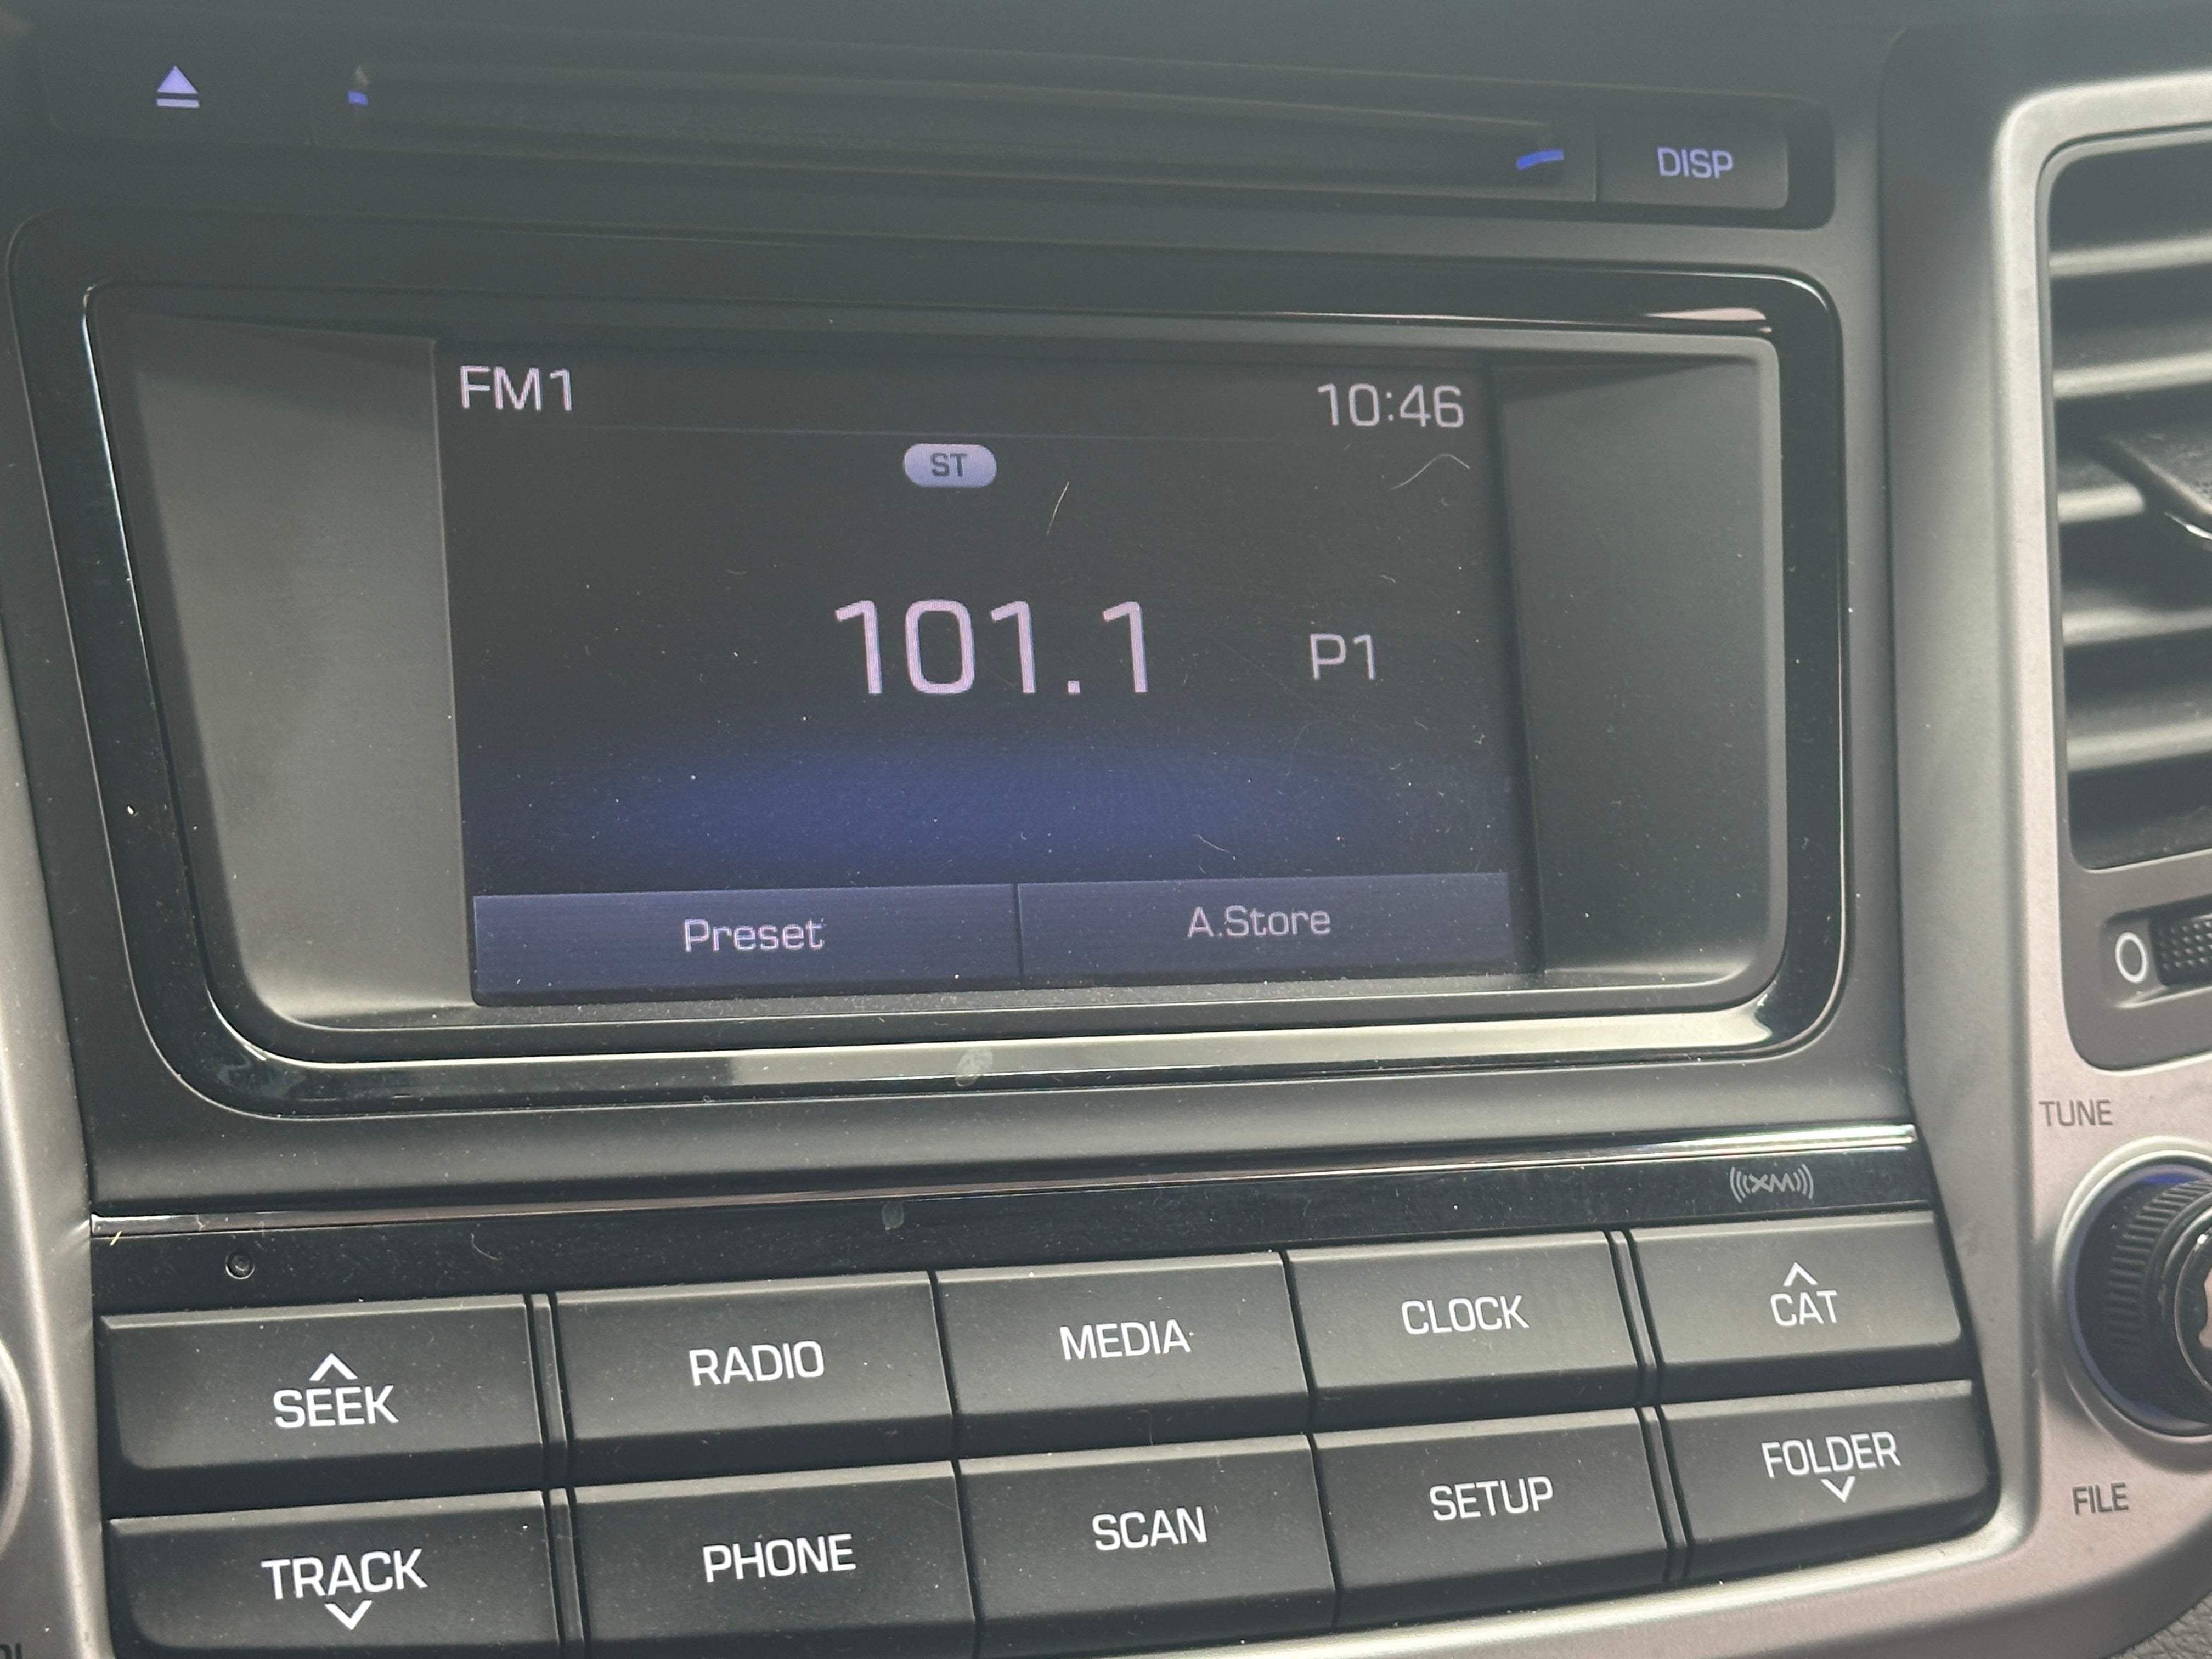 DISP
FM1 10:46
ST
101.1 P1
Preset A.Store
TUNE
((XM))
SEEK RADIO MEDIA CLOCK CAT
TRACK PHONE SCAN SETUP FOLDER
FILE